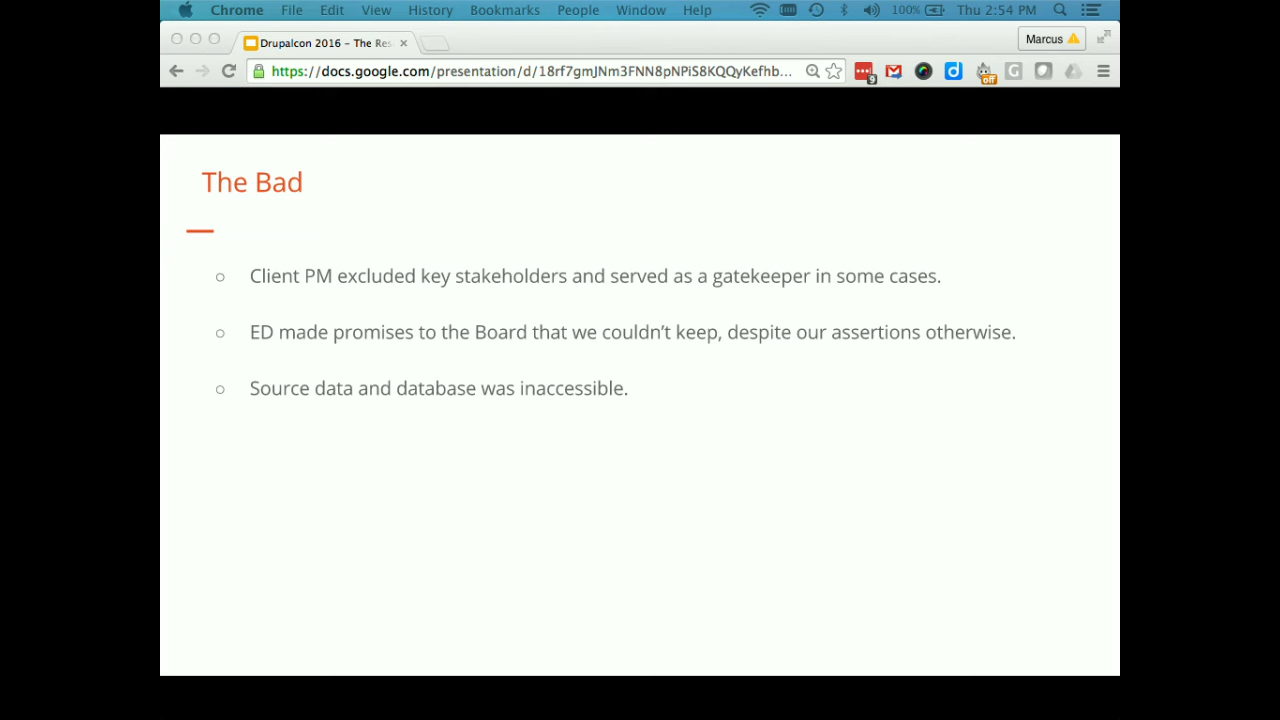 Chrome File Edit View History Bookmarks People Window Help 100% Thu 2:54 PM
Drupalcon 2016 – The Res
Marcus
https://docs.google.com/presentation/d/18rf7gmJNm3FNN8pNPiS8KQQyKefhb...
9
off
The Bad
Client PM excluded key stakeholders and served as a gatekeeper in some cases.
ED made promises to the Board that we couldn’t keep, despite our assertions otherwise.
Source data and database was inaccessible.